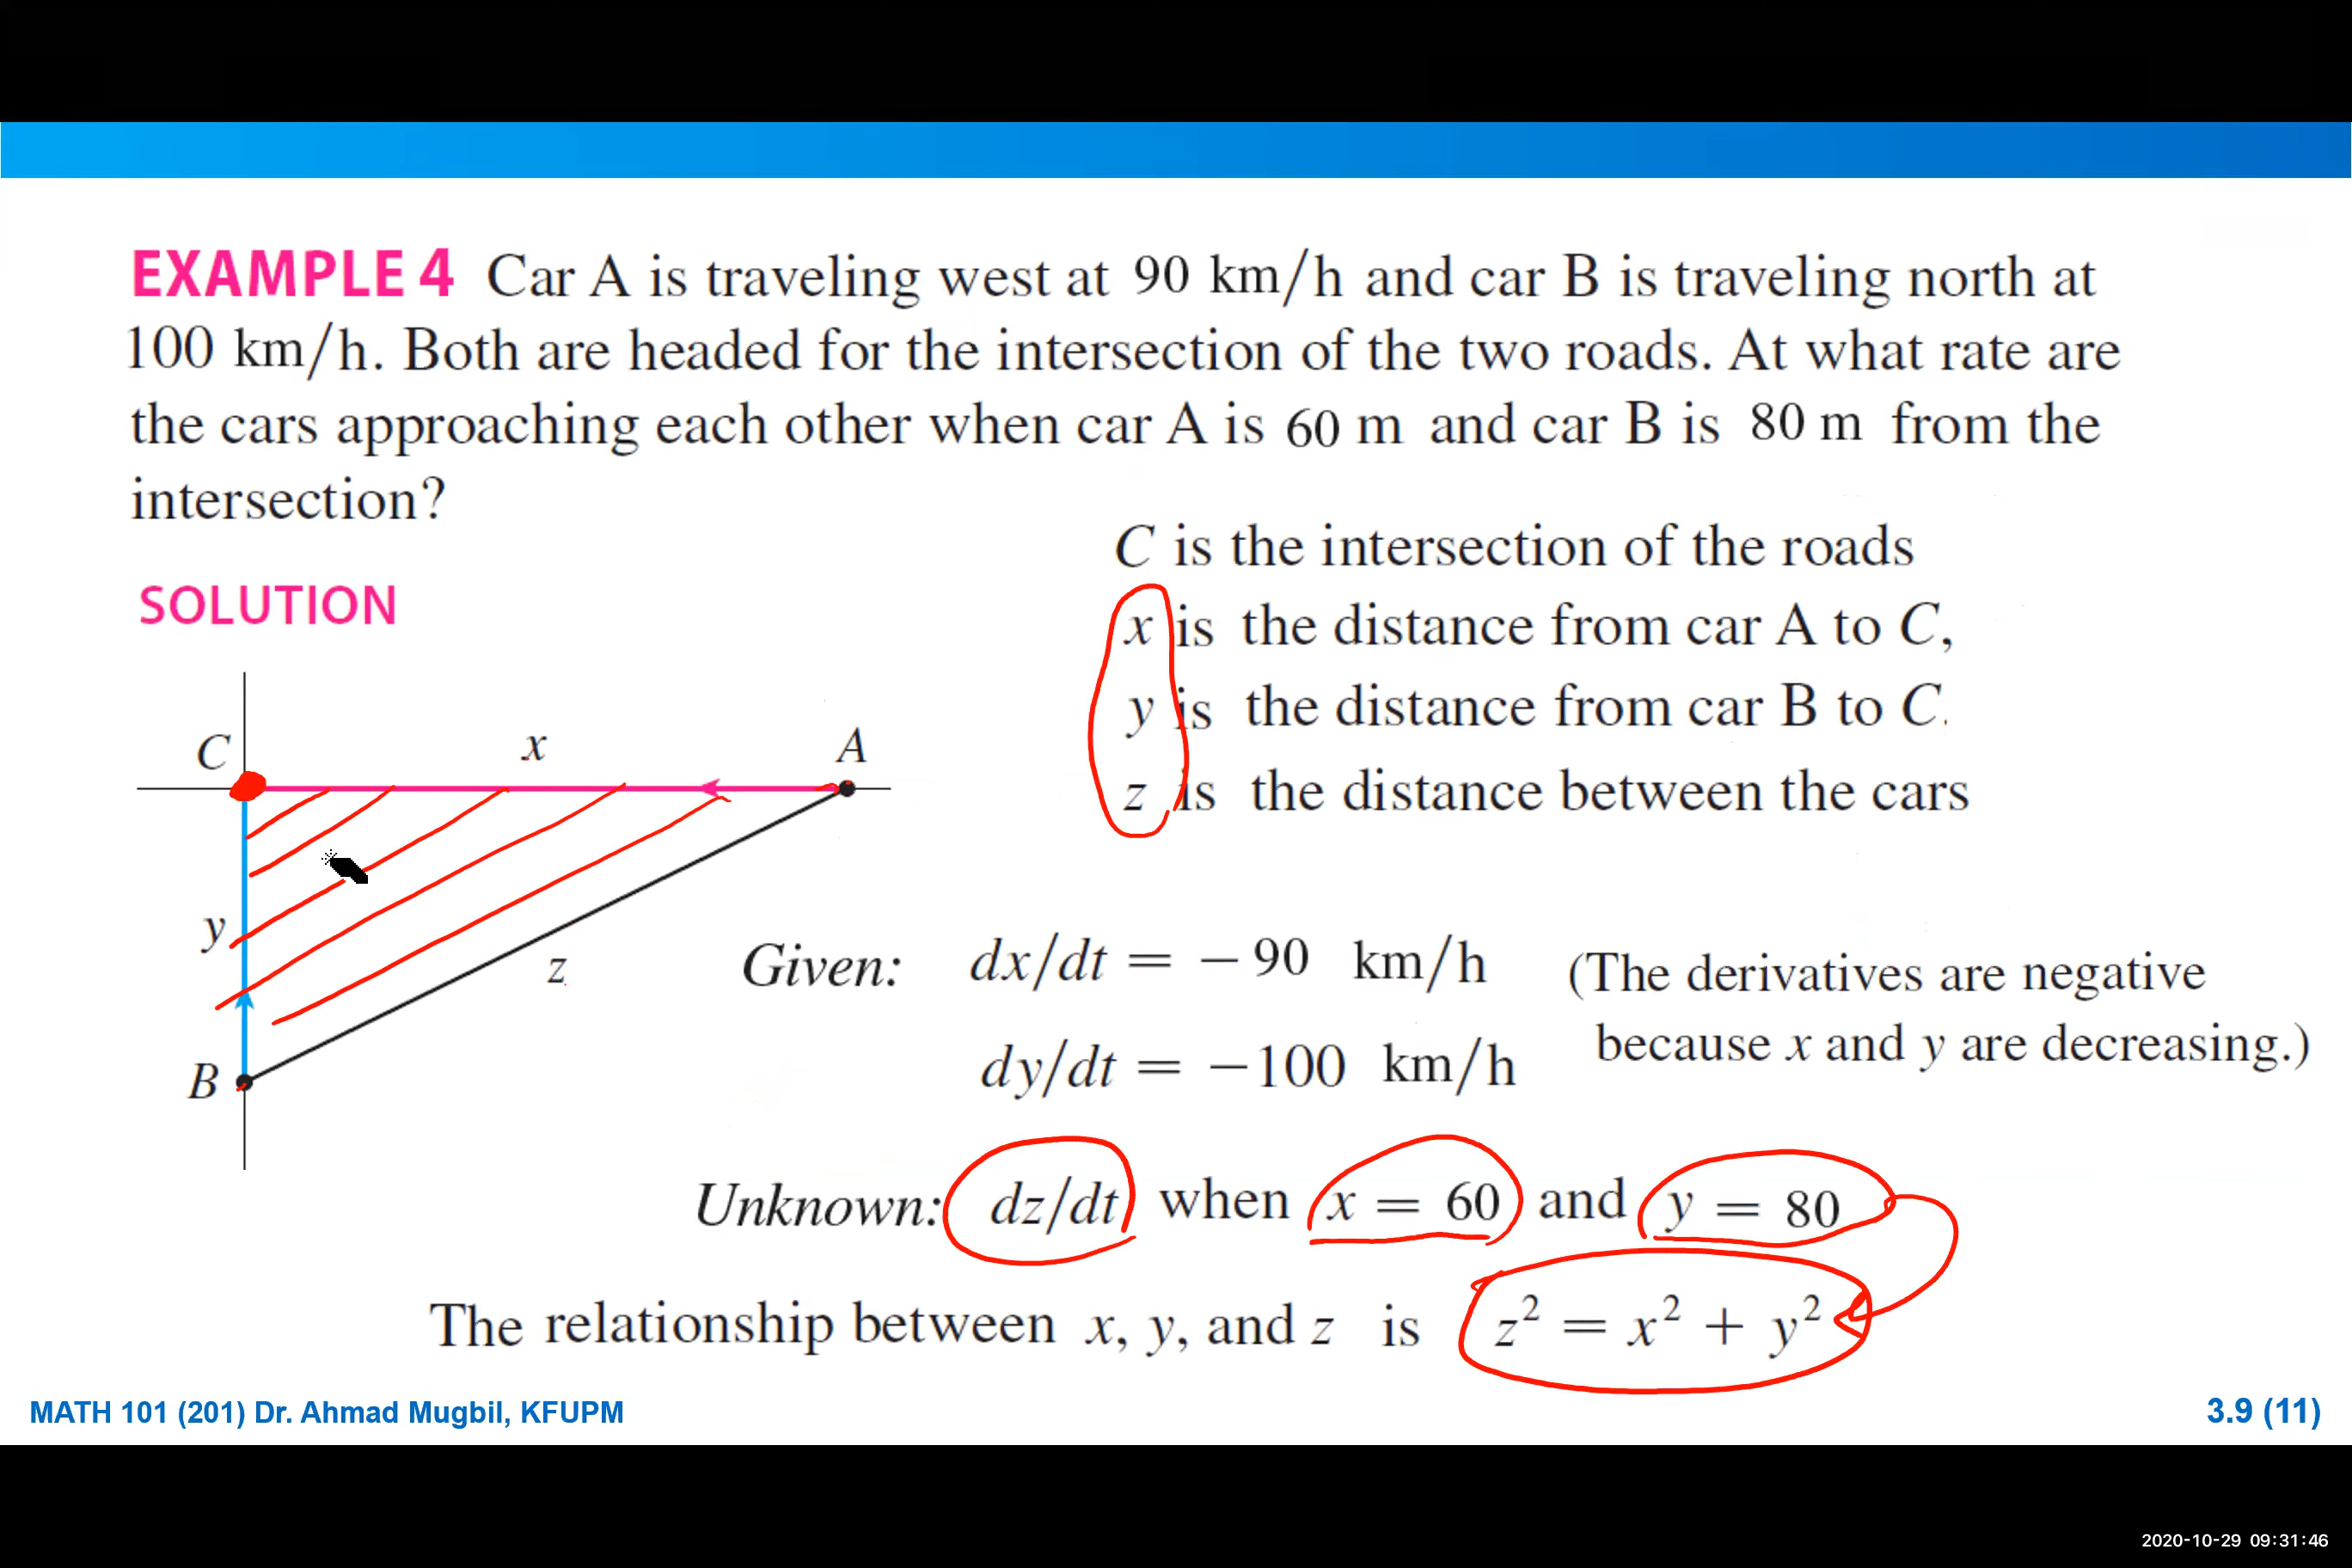 EXAMPLE 4 Car A is traveling west at 90 km/h and car B is traveling north at
100 km/h. Both are headed for the intersection of the two roads. At what rate are
the cars approaching each other when car A is 60 m and car B is 80 m from the
intersection?
C is the intersection of the roads
SOLUTION
x is the distance from car A to C,
y is the distance from car B to C.
z is the distance between the cars
C x A
y
z
B
Given: dx/dt = −90 km/h (The derivatives are negative
dy/dt = −100 km/h because x and y are decreasing.)
Unknown: dz/dt when x = 60 and y = 80
The relationship between x, y, and z is z² = x² + y²
MATH 101 (201) Dr. Ahmad Mugbil, KFUPM 3.9 (11)
2020-10-29 09:31:46